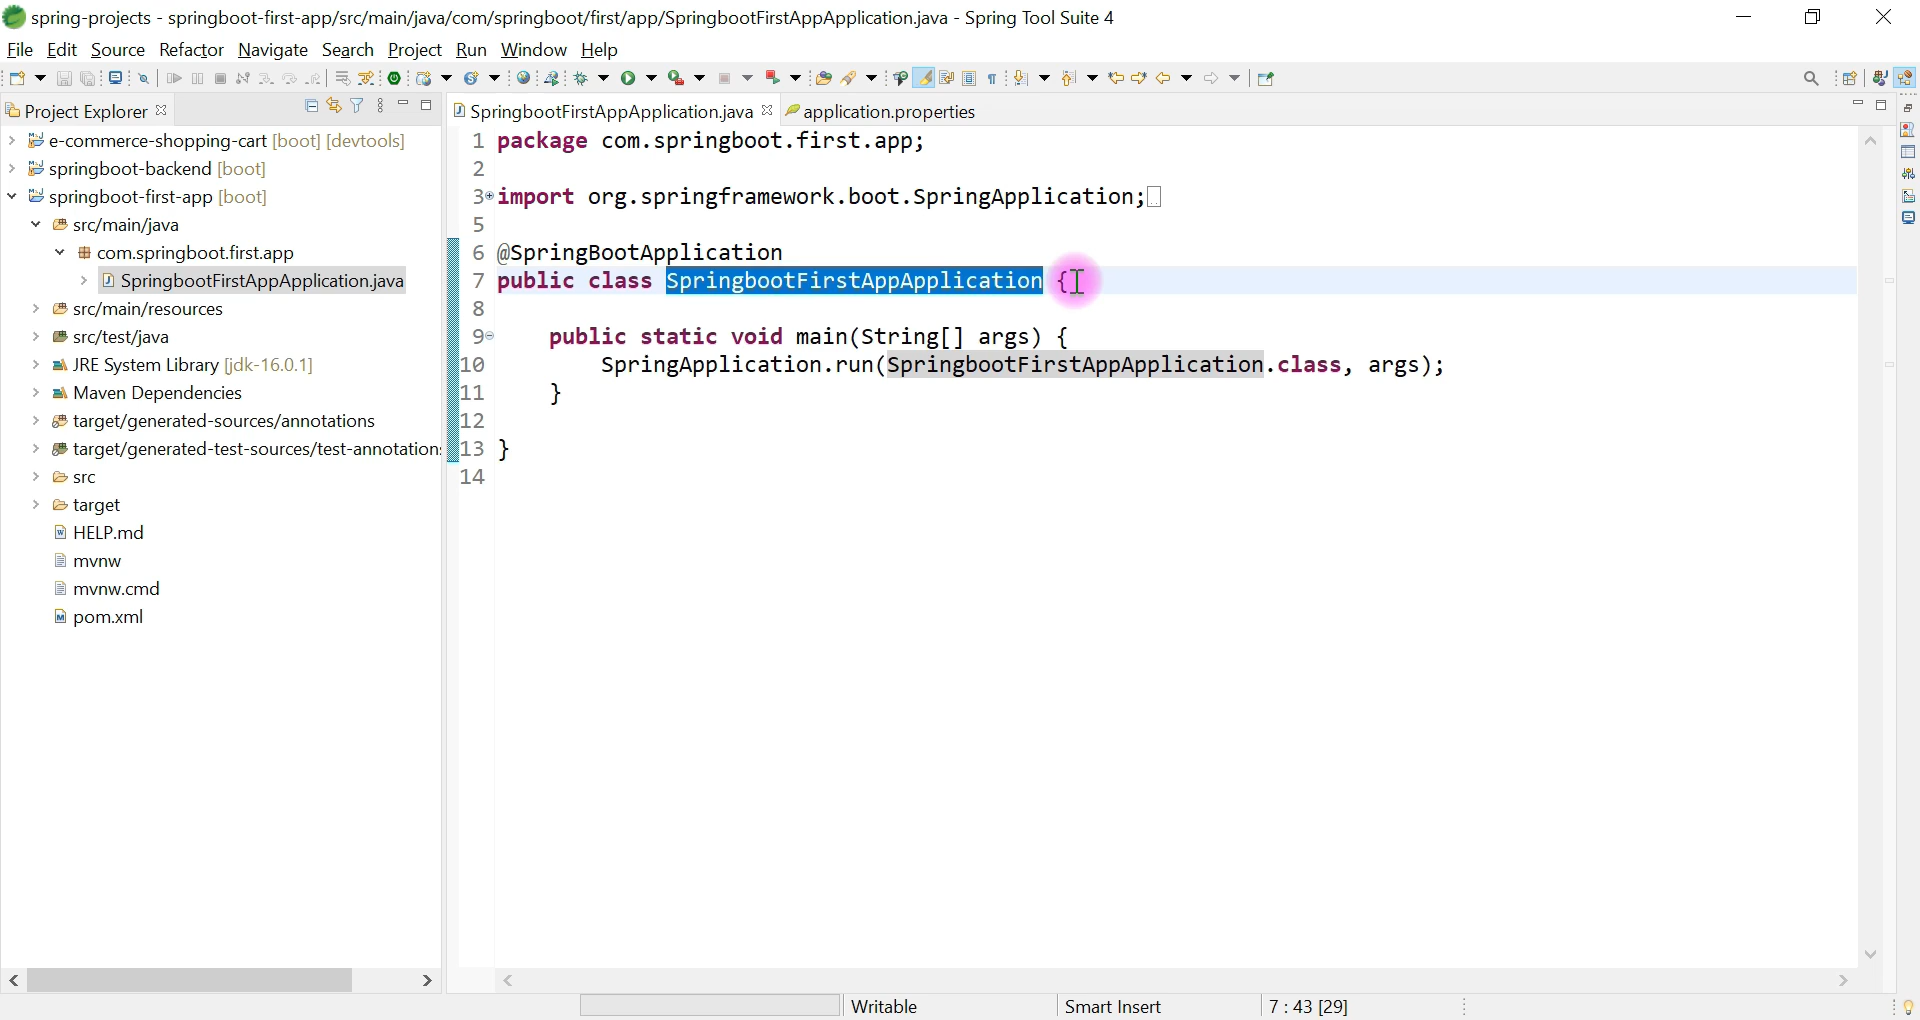 spring-projects - springboot-first-app/src/main/java/com/springboot/first/app/SpringbootFirstAppApplication.java - Spring Tool Suite 4
File Edit Source Refactor Navigate Search Project Run Window Help
Project Explorer
e-commerce-shopping-cart [boot] [devtools]
springboot-backend [boot]
springboot-first-app [boot]
src/main/java
com.springboot.first.app
SpringbootFirstAppApplication.java
src/main/resources
src/test/java
JRE System Library [jdk-16.0.1]
Maven Dependencies
target/generated-sources/annotations
target/generated-test-sources/test-annotation
src
target
HELP.md
mvnw
mvnw.cmd
pom.xml
SpringbootFirstAppApplication.java application.properties
1 package com.springboot.first.app;
2
3 import org.springframework.boot.SpringApplication;
5
6 @SpringBootApplication
7 public class SpringbootFirstAppApplication {
8
9 public static void main(String[] args) {
10 SpringApplication.run(SpringbootFirstAppApplication.class, args);
11 }
12
13 }
14
Writable Smart Insert 7 : 43 [29]